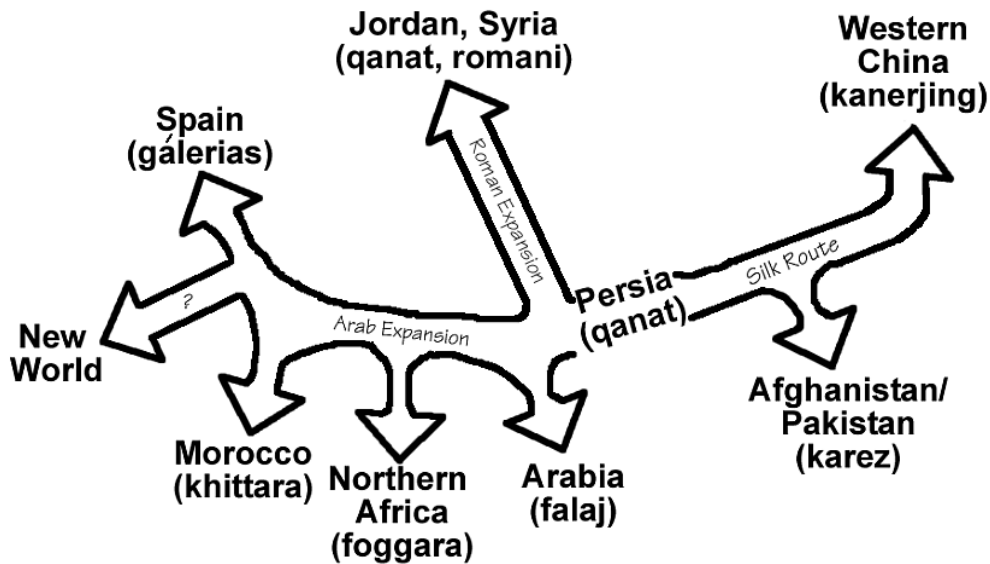 Jordan, Syria
(qanat, romani)
Western
China
(kanerjing)
Spain
(gálerias)
Roman Expansion
Silk Route
Persia
(qanat)
?
Arab Expansion
New
World
Afghanistan/
Pakistan
(karez)
Morocco
(khittara)
Northern
Africa
(foggara)
Arabia
(falaj)